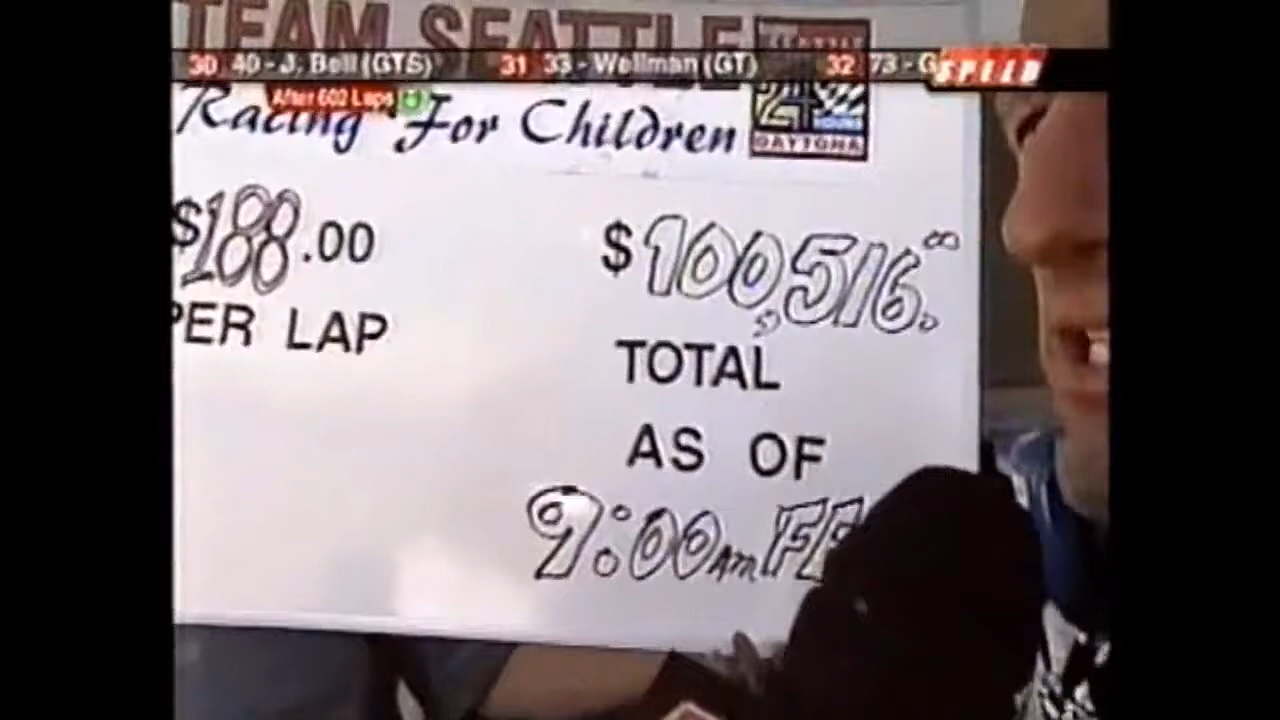 TEAM SEATTLE
30 40 - J. Bell (GTS) 31 33 - Wellman (GT) 32 73 - G
SPEED
After 602 Laps
24
HOURS
DAYTONA
Racing For Children
$188.00
PER LAP
$100,516.00
TOTAL
AS OF
9:00AM